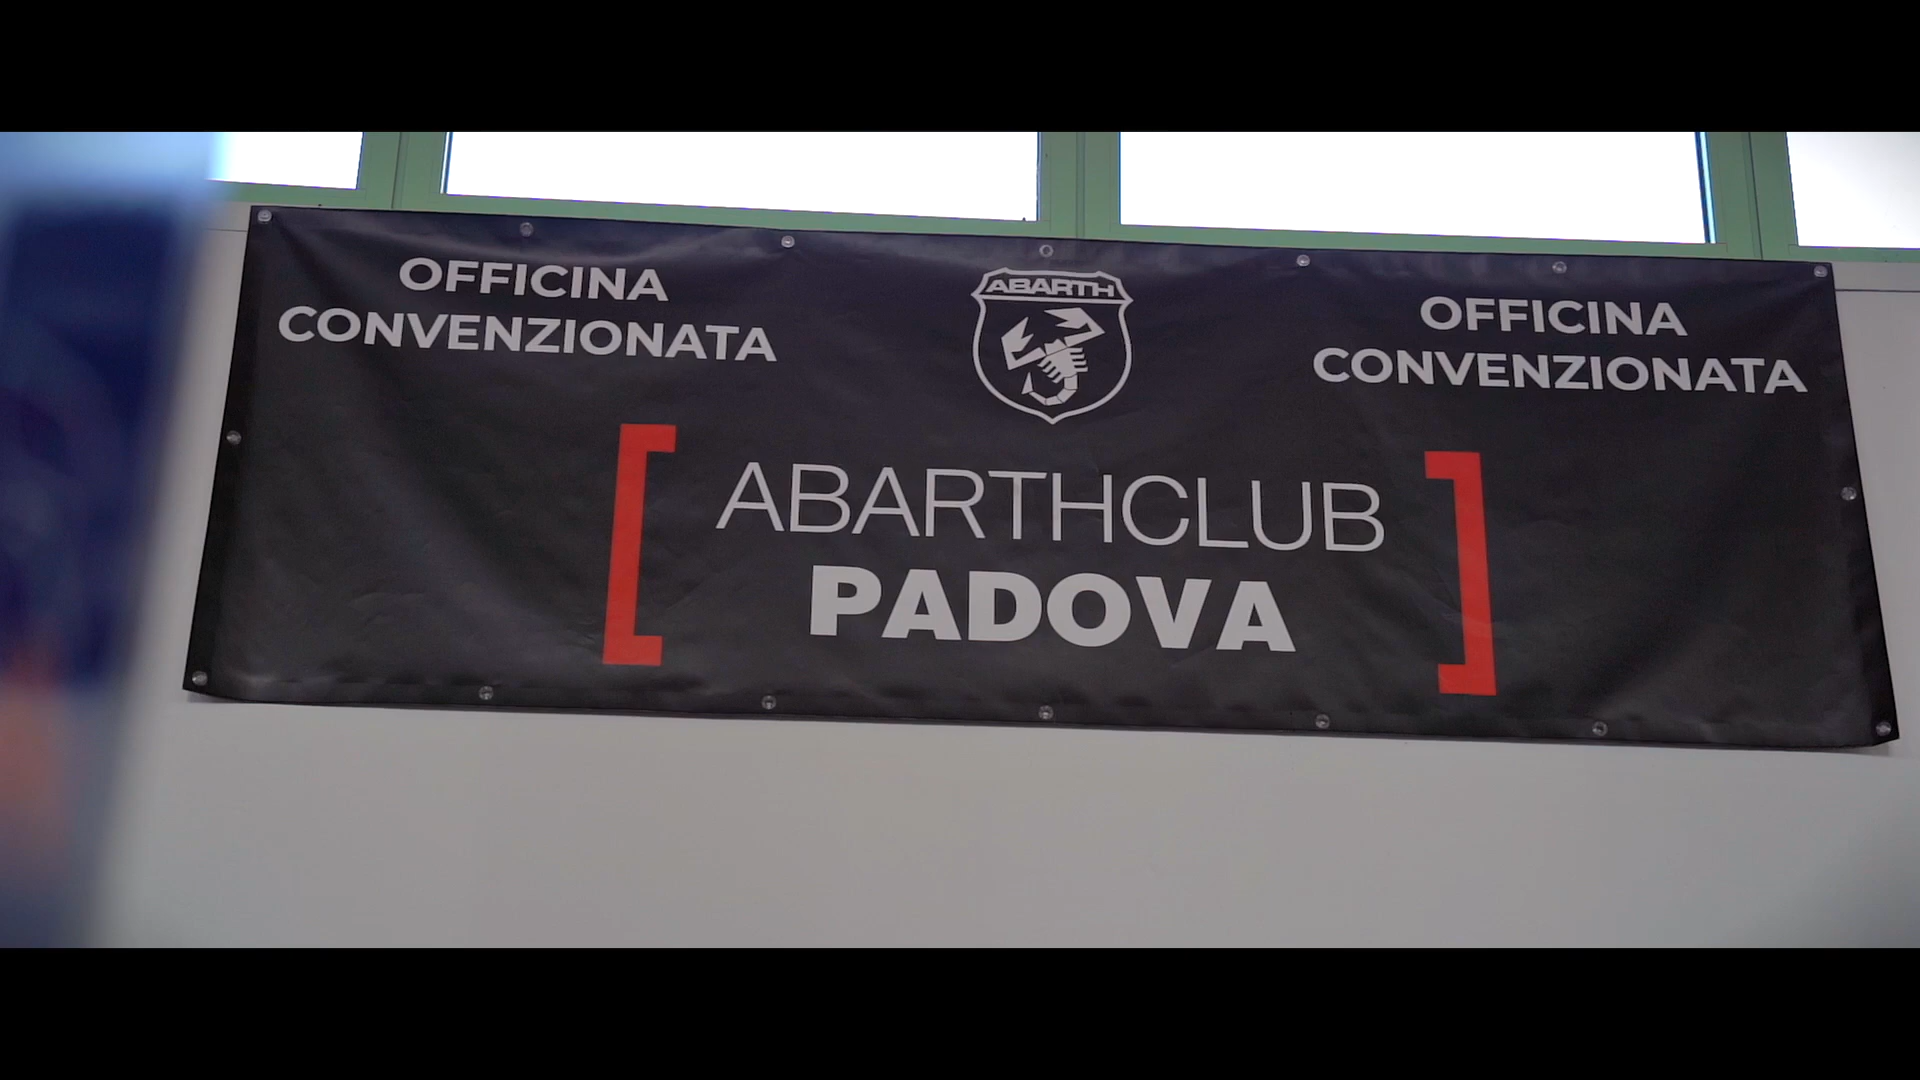 OFFICINA
CONVENZIONATA
ABARTH
OFFICINA
CONVENZIONATA
ABARTHCLUB
PADOVA